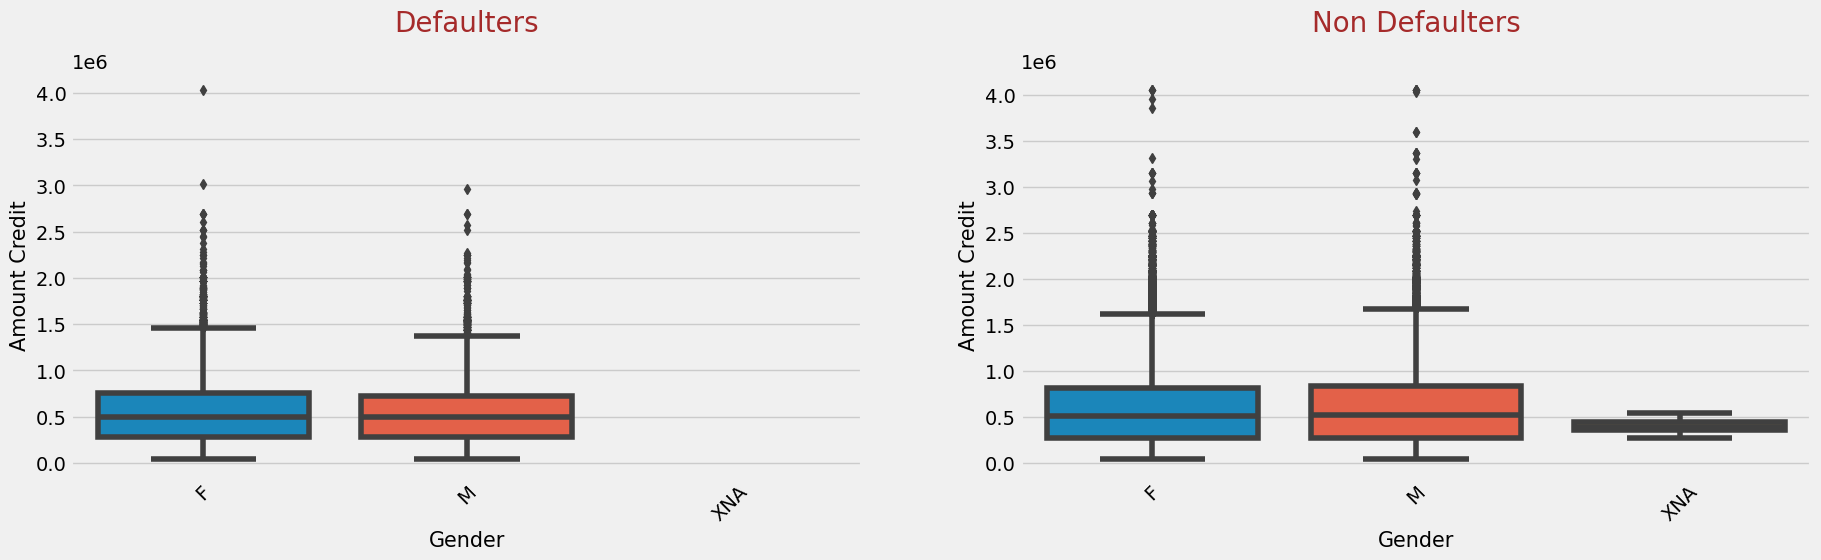 Defaulters
1e6
4.0
3.5
3.0
2.5
2.0
1.5
1.0
0.5
0.0
Amount Credit
F
M
XNA
Gender
Non Defaulters
1e6
4.0
3.5
3.0
2.5
2.0
1.5
1.0
0.5
0.0
Amount Credit
F
M
XNA
Gender